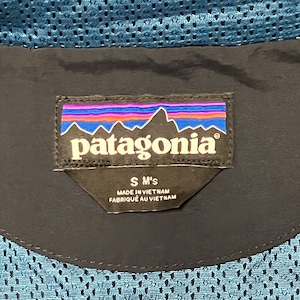 patagonia®
S M's
MADE IN VIETNAM
FABRIQUÉ AU VIETNAM